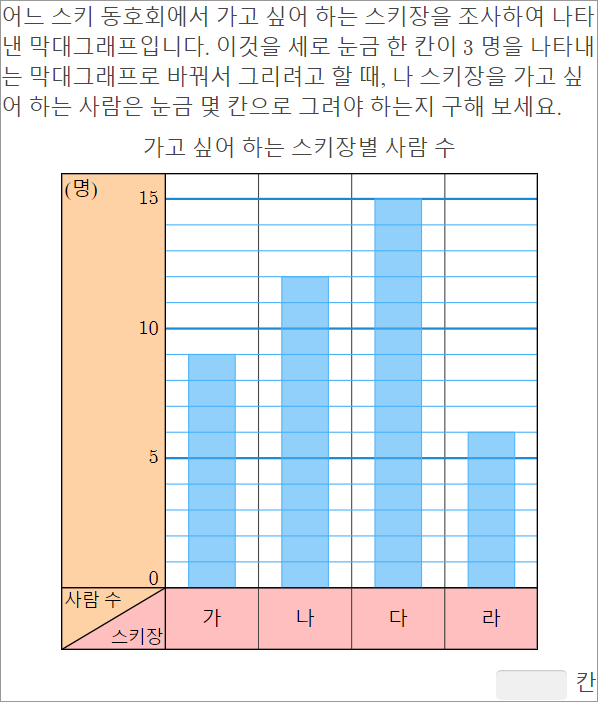 어느 스키 동호회에서 가고 싶어 하는 스키장을 조사하여 나타
낸 막대그래프입니다. 이것을 세로 눈금 한 칸이 3 명을 나타내
는 막대그래프로 바꿔서 그리려고 할 때, 나 스키장을 가고 싶
어 하는 사람은 눈금 몇 칸으로 그려야 하는지 구해 보세요.
가고 싶어 하는 스키장별 사람 수
(명)
15
10
5
0
사람 수
스키장
가 나 다 라
칸